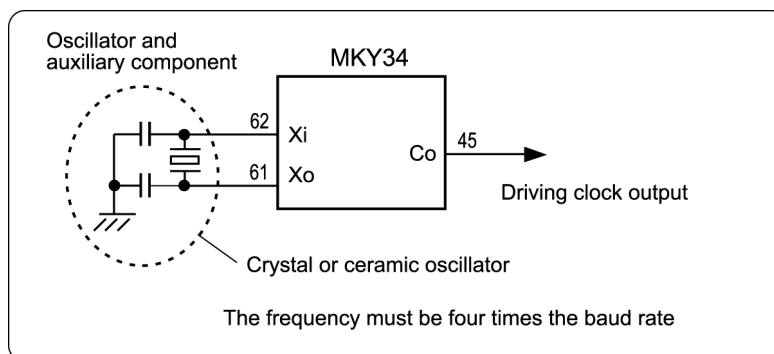 Oscillator and
auxiliary component
MKY34
62
Xi
61
Xo
Co
45
Driving clock output
Crystal or ceramic oscillator
The frequency must be four times the baud rate